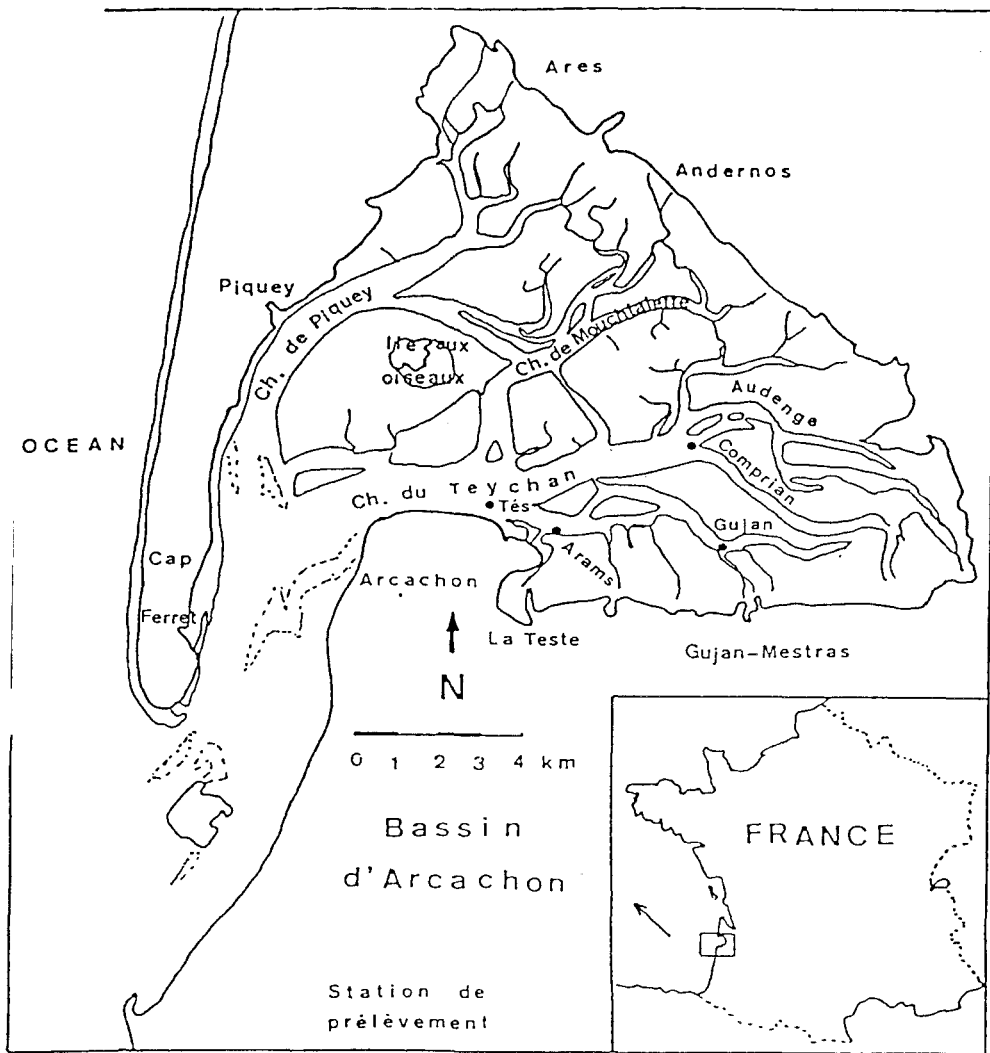 Ares
Andernos
Piquey
Ch. de Piquey
Ile aux
oiseaux
Ch. de Mouchtalette
Audenge
OCEAN
Comprian
Ch. du Teychan
Tés
Gujan
Arams
Cap
Ferret
Arcachon
La Teste
Gujan-Mestras
N
0 1 2 3 4 km
Bassin
d'Arcachon
FRANCE
Station de
prélèvement